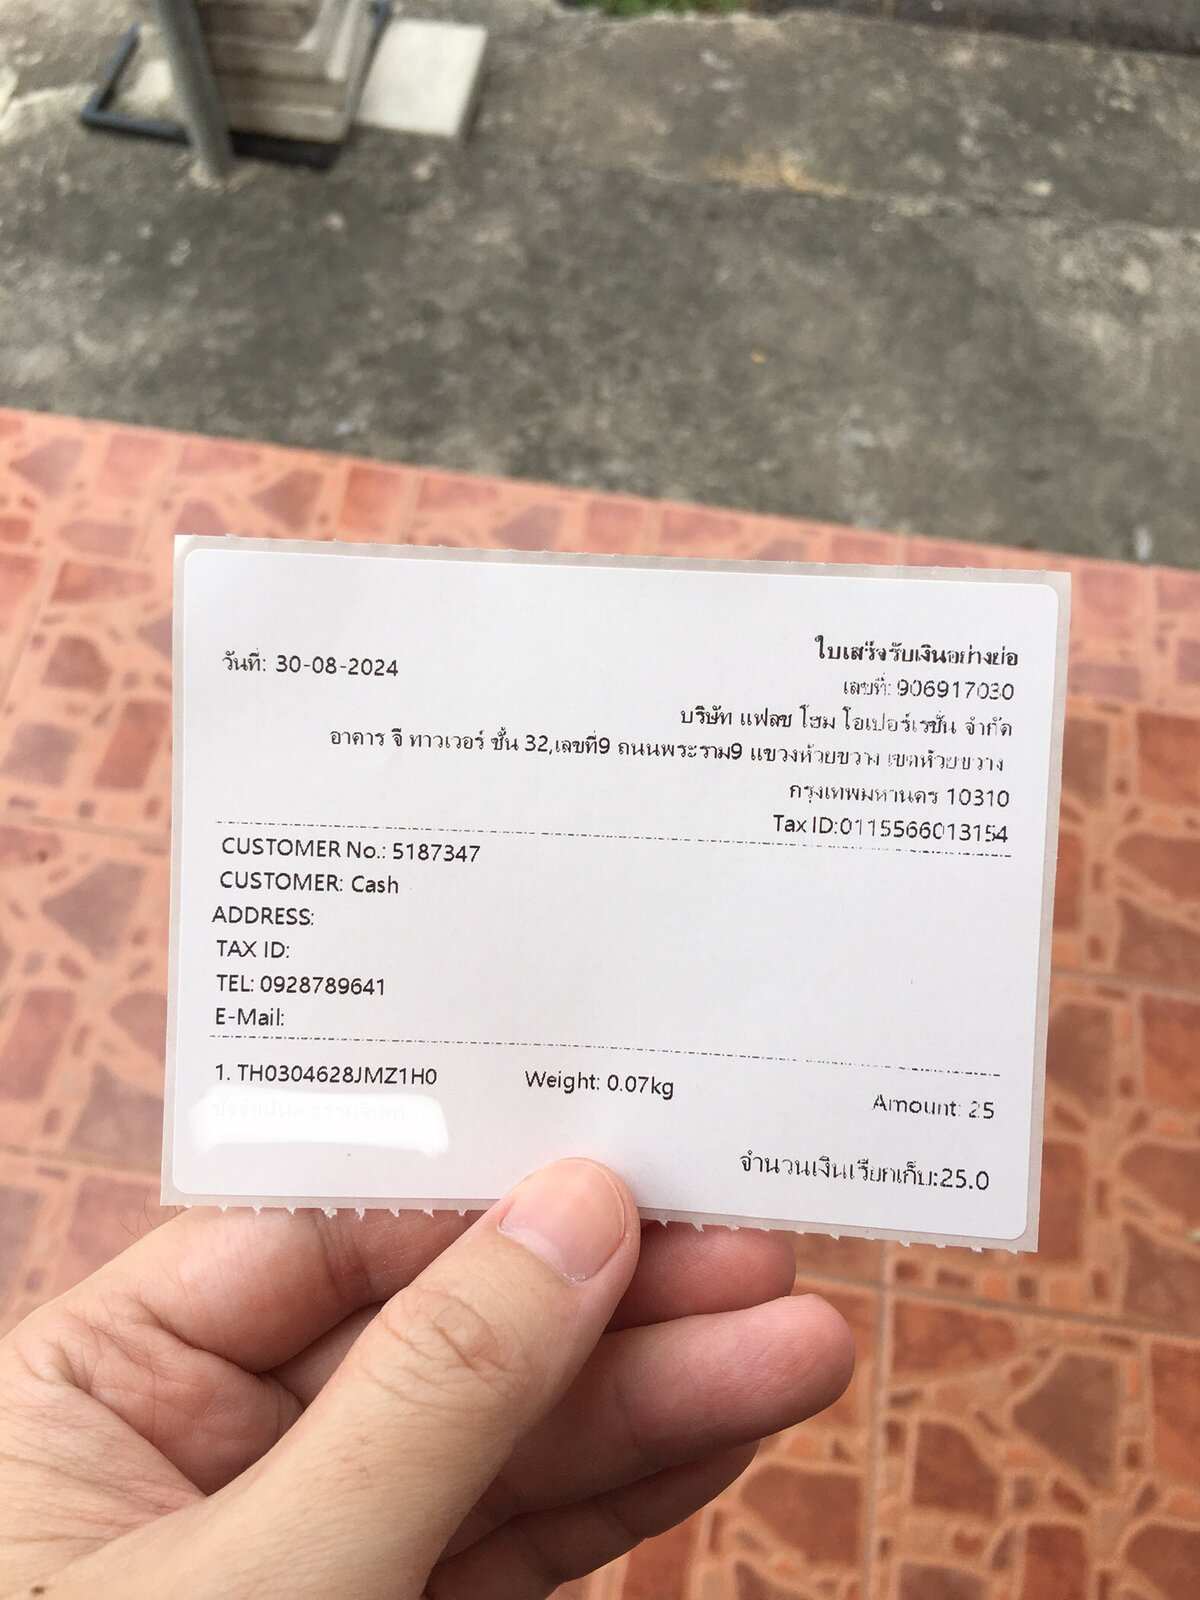 ใบเสร็จรับเงินอย่างย่อ
วันที่: 30-08-2024
เลขที่: 906917030
บริษัท แฟลช โฮม โอเปอร์เรชั่น จำกัด
อาคาร จี ทาวเวอร์ ชั้น 32,เลขที่9 ถนนพระราม9 แขวงห้วยขวาง เขตห้วยขวาง
กรุงเทพมหานคร 10310
Tax ID:0115566013154
CUSTOMER No.: 5187347
CUSTOMER: Cash
ADDRESS:
TAX ID:
TEL: 0928789641
E-Mail:
1. TH0304628JMZ1H0 Weight: 0.07kg Amount: 25
จำนวนเงินเรียกเก็บ:25.0